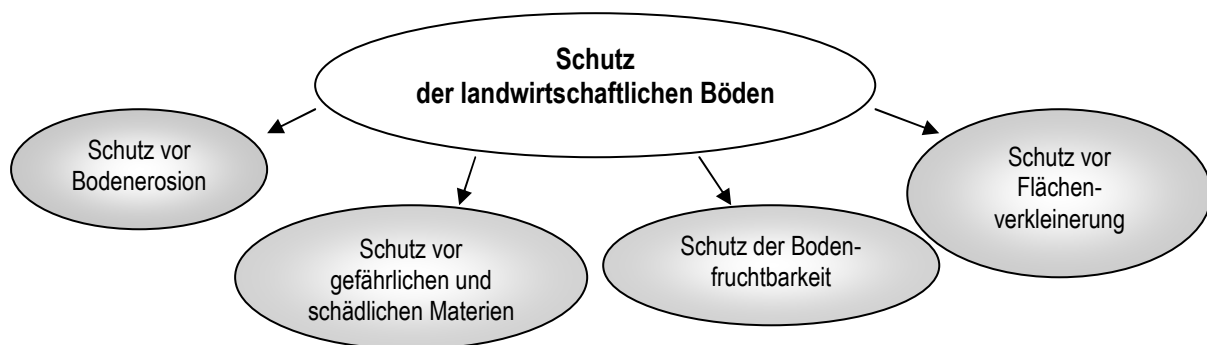 Schutz
der landwirtschaftlichen Böden
Schutz vor
Bodenerosion
Schutz vor
gefährlichen und
schädlichen Materien
Schutz der Boden-
fruchtbarkeit
Schutz vor
Flächen-
verkleinerung